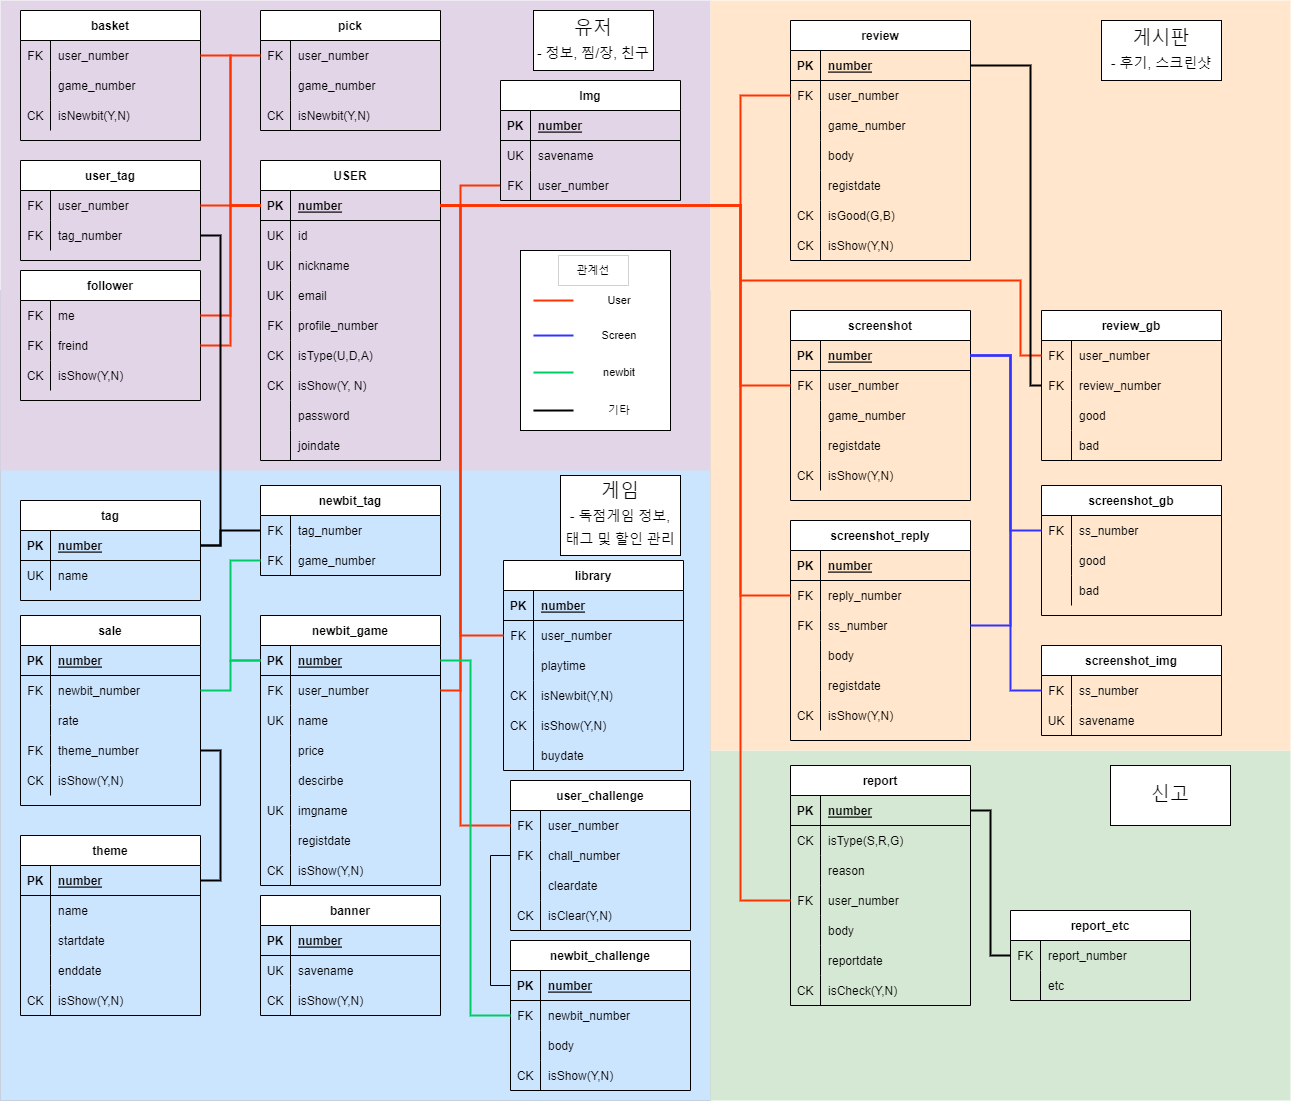 basket
FK user_number
game_number
CK isNewbit(Y,N)
pick
FK user_number
game_number
CK isNewbit(Y,N)
유저
- 정보, 찜/장, 친구
Img
PK number
UK savename
FK user_number
user_tag
FK user_number
FK tag_number
follower
FK me
FK freind
CK isShow(Y,N)
USER
PK number
UK id
UK nickname
UK email
FK profile_number
CK isType(U,D,A)
CK isShow(Y, N)
password
joindate
관계선
User
Screen
newbit
기타
게시판
- 후기, 스크린샷
review
PK number
FK user_number
game_number
body
registdate
CK isGood(G,B)
CK isShow(Y,N)
screenshot
PK number
FK user_number
game_number
registdate
CK isShow(Y,N)
review_gb
FK user_number
FK review_number
good
bad
screenshot_reply
PK number
FK reply_number
FK ss_number
body
registdate
CK isShow(Y,N)
screenshot_gb
FK ss_number
good
bad
screenshot_img
FK ss_number
UK savename
게임
- 독점게임 정보,
태그 및 할인 관리
tag
PK number
UK name
newbit_tag
FK tag_number
FK game_number
sale
PK number
FK newbit_number
rate
FK theme_number
CK isShow(Y,N)
newbit_game
PK number
FK user_number
UK name
price
descirbe
UK imgname
registdate
CK isShow(Y,N)
library
PK number
FK user_number
playtime
CK isNewbit(Y,N)
CK isShow(Y,N)
buydate
theme
PK number
name
startdate
enddate
CK isShow(Y,N)
banner
PK number
UK savename
CK isShow(Y,N)
user_challenge
FK user_number
FK chall_number
cleardate
CK isClear(Y,N)
newbit_challenge
PK number
FK newbit_number
body
CK isShow(Y,N)
신고
report
PK number
CK isType(S,R,G)
reason
FK user_number
body
reportdate
CK isCheck(Y,N)
report_etc
FK report_number
etc